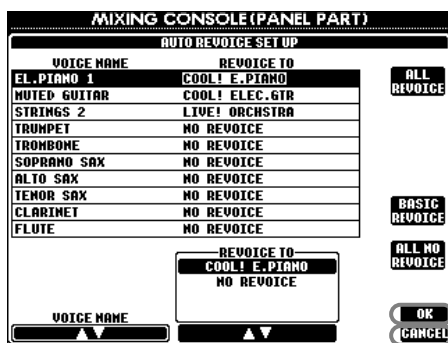 MIXING CONSOLE(PANEL PART)
AUTO REVOICE SET UP
VOICE NAME REVOICE TO
EL.PIANO 1 COOL! E.PIANO
MUTED GUITAR COOL! ELEC.GTR
STRINGS 2 LIVE! ORCHSTRA
TRUMPET NO REVOICE
TROMBONE NO REVOICE
SOPRANO SAX NO REVOICE
ALTO SAX NO REVOICE
TENOR SAX NO REVOICE
CLARINET NO REVOICE
FLUTE NO REVOICE
ALL
REVOICE
BASIC
REVOICE
ALL NO
REVOICE
REVOICE TO
COOL! E.PIANO
NO REVOICE
VOICE NAME
OK
CANCEL